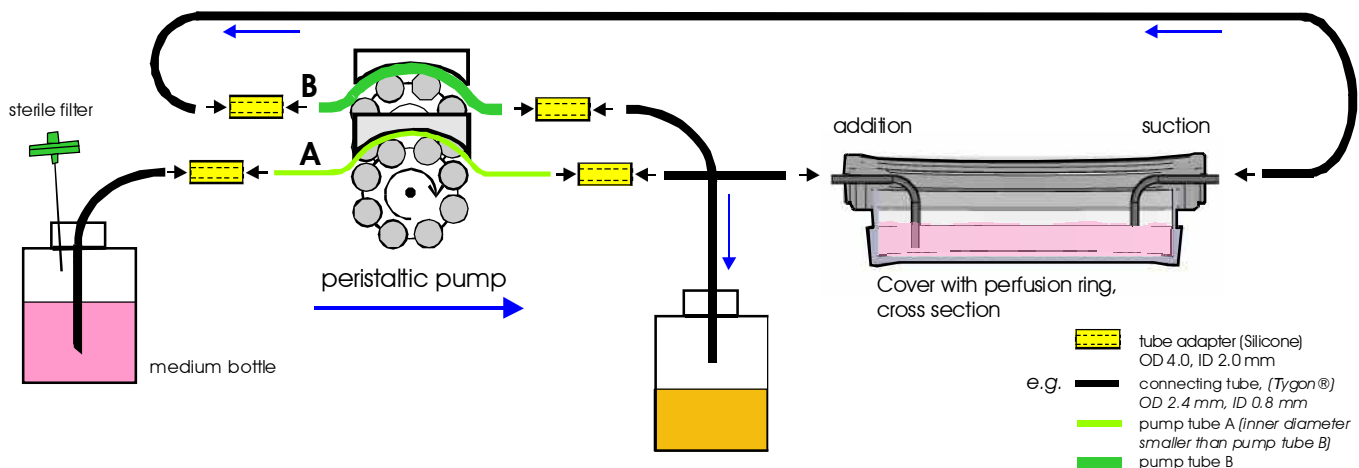 B
sterile filter
A
addition
suction
peristaltic pump
medium bottle
Cover with perfusion ring,
cross section
tube adapter (Silicone)
OD 4.0, ID 2.0 mm
e.g.
connecting tube, (Tygon®)
OD 2.4 mm, ID 0.8 mm
pump tube A (inner diameter
smaller than pump tube B)
pump tube B